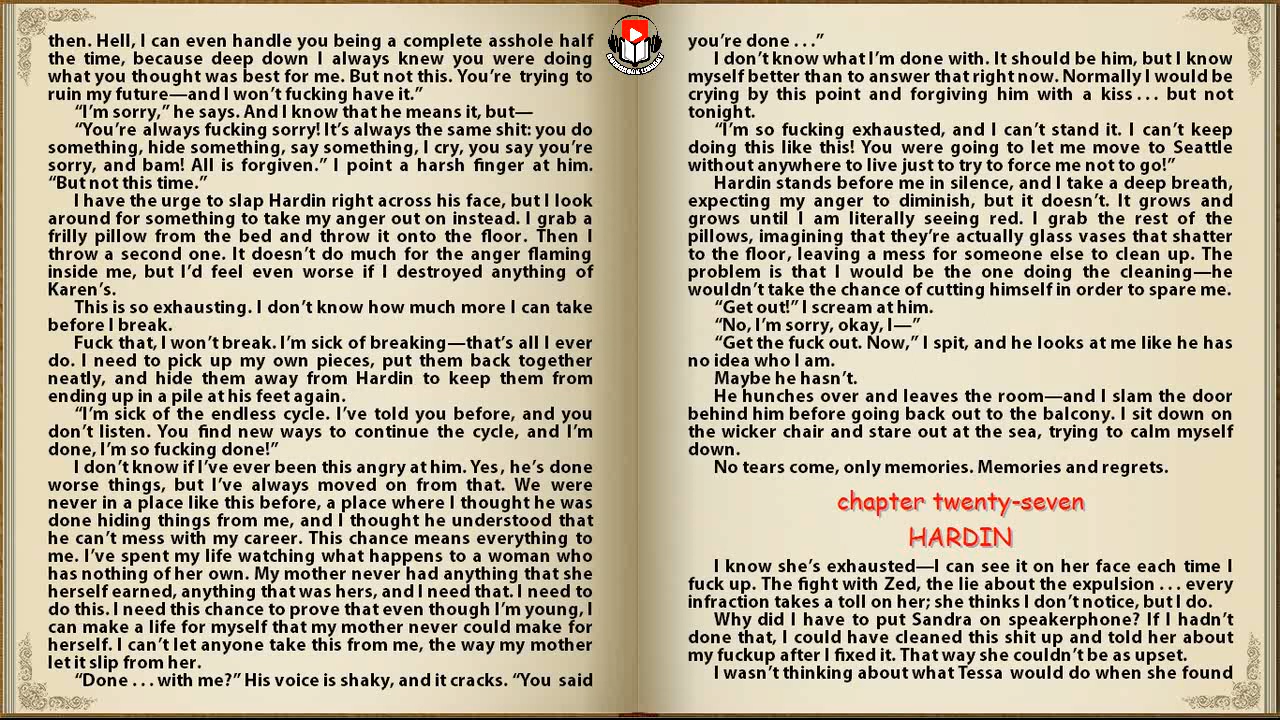 then. Hell, I can even handle you being a complete asshole half
the time, because deep down I always knew you were doing
what you thought was best for me. But not this. You’re trying to
ruin my future—and I won’t fucking have it.”
“I’m sorry,” he says. And I know that he means it, but—
“You’re always fucking sorry! It’s always the same shit: you do
something, hide something, say something, I cry, you say you’re
sorry, and bam! All is forgiven.” I point a harsh finger at him.
“But not this time.”
I have the urge to slap Hardin right across his face, but I look
around for something to take my anger out on instead. I grab a
frilly pillow from the bed and throw it onto the floor. Then I
throw a second one. It doesn’t do much for the anger flaming
inside me, but I’d feel even worse if I destroyed anything of
Karen’s.
This is so exhausting. I don’t know how much more I can take
before I break.
Fuck that, I won’t break. I’m sick of breaking—that’s all I ever
do. I need to pick up my own pieces, put them back together
neatly, and hide them away from Hardin to keep them from
ending up in a pile at his feet again.
“I’m sick of the endless cycle. I’ve told you before, and you
don’t listen. You find new ways to continue the cycle, and I’m
done, I’m so fucking done!”
I don’t know if I’ve ever been this angry at him. Yes, he’s done
worse things, but I’ve always moved on from that. We were
never in a place like this before, a place where I thought he was
done hiding things from me, and I thought he understood that
he can’t mess with my career. This chance means everything to
me. I’ve spent my life watching what happens to a woman who
has nothing of her own. My mother never had anything that she
herself earned, anything that was hers, and I need that. I need to
do this. I need this chance to prove that even though I’m young, I
can make a life for myself that my mother never could make for
herself. I can’t let anyone take this from me, the way my mother
let it slip from her.
“Done . . . with me?” His voice is shaky, and it cracks. “You said
you’re done . . .”
I don’t know what I’m done with. It should be him, but I know
myself better than to answer that right now. Normally I would be
crying by this point and forgiving him with a kiss . . . but not
tonight.
“I’m so fucking exhausted, and I can’t stand it. I can’t keep
doing this like this! You were going to let me move to Seattle
without anywhere to live just to try to force me not to go!”
Hardin stands before me in silence, and I take a deep breath,
expecting my anger to diminish, but it doesn’t. It grows and
grows until I am literally seeing red. I grab the rest of the
pillows, imagining that they’re actually glass vases that shatter
to the floor, leaving a mess for someone else to clean up. The
problem is that I would be the one doing the cleaning—he
wouldn’t take the chance of cutting himself in order to spare me.
“Get out!” I scream at him.
“No, I’m sorry, okay, I—”
“Get the fuck out. Now,” I spit, and he looks at me like he has
no idea who I am.
Maybe he hasn’t.
He hunches over and leaves the room—and I slam the door
behind him before going back out to the balcony. I sit down on
the wicker chair and stare out at the sea, trying to calm myself
down.
No tears come, only memories. Memories and regrets.
chapter twenty-seven
HARDIN
I know she’s exhausted—I can see it on her face each time I
fuck up. The fight with Zed, the lie about the expulsion . . . every
infraction takes a toll on her; she thinks I don’t notice, but I do.
Why did I have to put Sandra on speakerphone? If I hadn’t
done that, I could have cleaned this shit up and told her about
my fuckup after I fixed it. That way she couldn’t be as upset.
I wasn’t thinking about what Tessa would do when she found